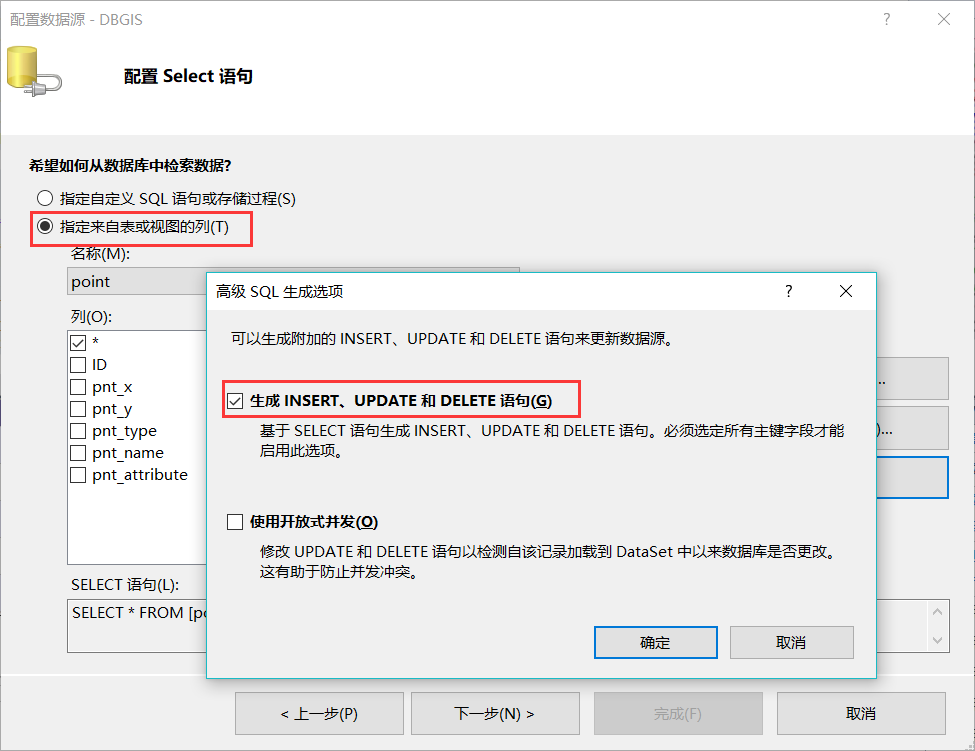 配置数据源 - DBGIS
?
配置 Select 语句
希望如何从数据库中检索数据?
指定自定义 SQL 语句或存储过程(S)
指定来自表或视图的列(T)
名称(M):
point
列(O):
*
ID
pnt_x
pnt_y
pnt_type
pnt_name
pnt_attribute
SELECT 语句(L):
SELECT * FROM [po
..
)...
高级 SQL 生成选项
?
可以生成附加的 INSERT、UPDATE 和 DELETE 语句来更新数据源。
生成 INSERT、UPDATE 和 DELETE 语句(G)
基于 SELECT 语句生成 INSERT、UPDATE 和 DELETE 语句。必须选定所有主键字段才能
启用此选项。
使用开放式并发(O)
修改 UPDATE 和 DELETE 语句以检测自该记录加载到 DataSet 中以来数据库是否更改。
这有助于防止并发冲突。
确定
取消
< 上一步(P)
下一步(N) >
完成(F)
取消